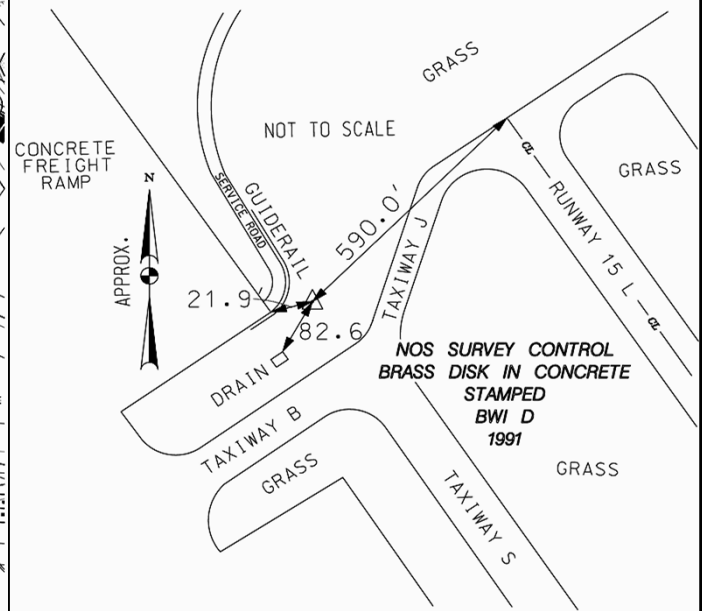 GRASS
NOT TO SCALE
CONCRETE
FREIGHT
RAMP
N
CL
GRASS
SERVICE ROAD
GUIDERAIL
RUNWAY 15 L
590.0'
APPROX.
TAXIWAY J
21.9'
CL
82.6
NOS SURVEY CONTROL
BRASS DISK IN CONCRETE
STAMPED
BWI D
1991
DRAIN
TAXIWAY B
GRASS
GRASS
TAXIWAY S